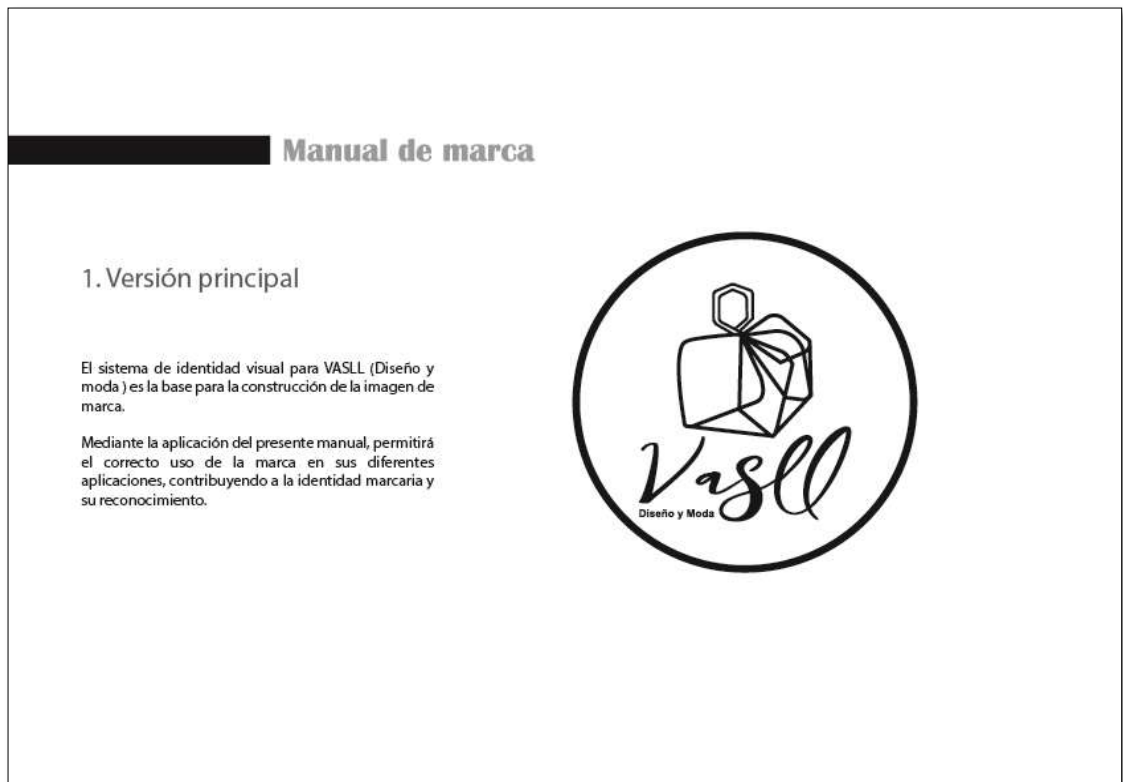 Manual de marca
1. Versión principal
El sistema de identidad visual para VASLL (Diseño y
moda ) es la base para la construcción de la imagen de
marca.
Mediante la aplicación del presente manual, permitirá
el correcto uso de la marca en sus diferentes
aplicaciones, contribuyendo a la identidad marcaria y
su reconocimiento.
Vasll
Diseño y Moda